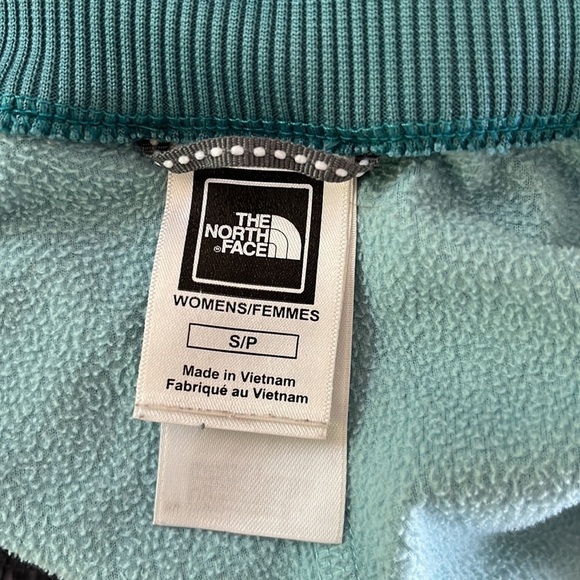 THE
NORTH
®FACE
WOMENS/FEMMES
S/P
Made in Vietnam
Fabriqué au Vietnam